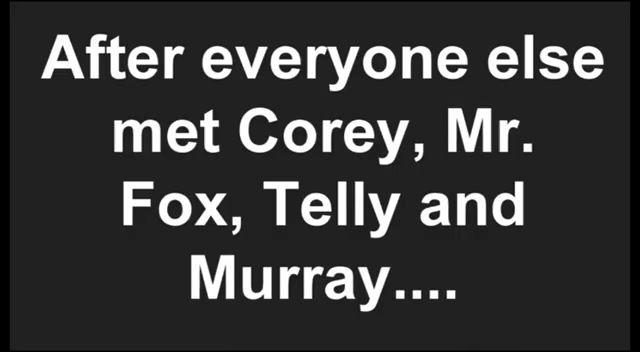 After everyone else
met Corey, Mr.
Fox, Telly and
Murray....